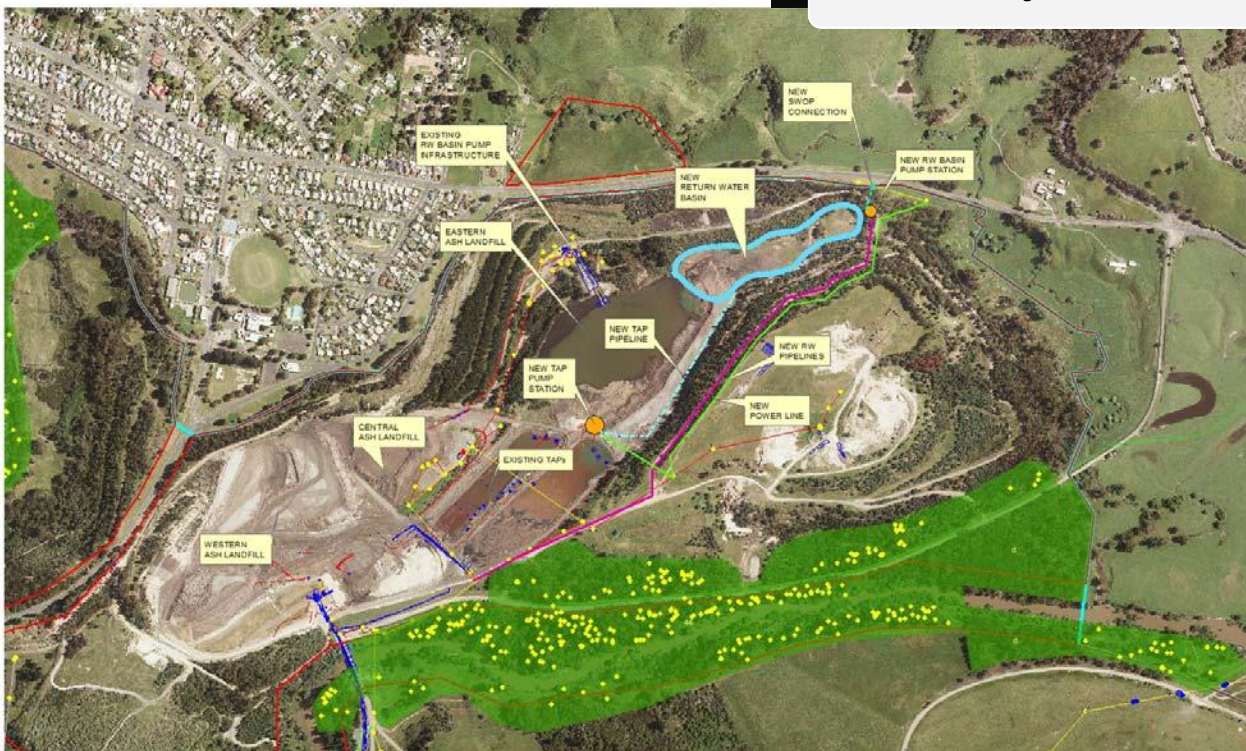 NEW
SWOP
CONNECTION
EXISTING
RW BASIN PUMP
INFRASTRUCTURE
NEW RW BASIN
PUMP STATION
NEW
RETURN WATER
BASIN
EASTERN
ASH LANDFILL
NEW TAP
PIPELINE
NEW RW
PIPELINES
NEW TAP
PUMP
STATION
NEW
POWER LINE
CENTRAL
ASH LANDFILL
EXISTING TAPs
WESTERN
ASH LANDFILL